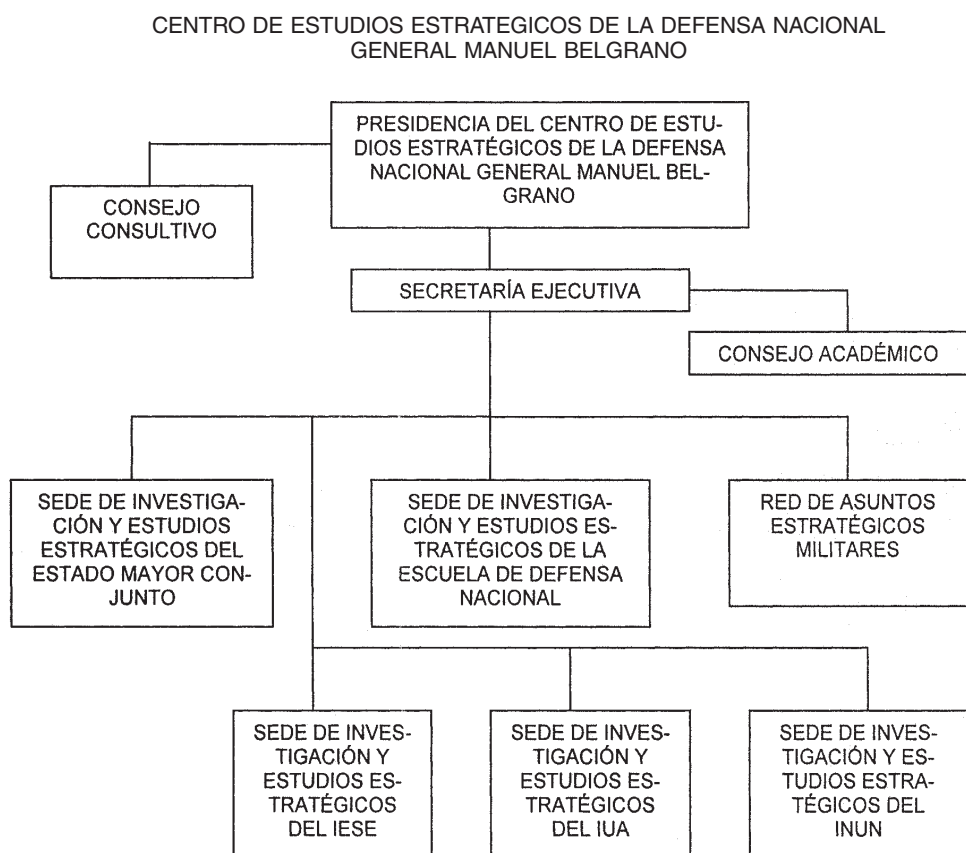 CENTRO DE ESTUDIOS ESTRATEGICOS DE LA DEFENSA NACIONAL
GENERAL MANUEL BELGRANO
PRESIDENCIA DEL CENTRO DE ESTU-
DIOS ESTRATÉGICOS DE LA DEFENSA
NACIONAL GENERAL MANUEL BEL-
GRANO
CONSEJO
CONSULTIVO
SECRETARÍA EJECUTIVA
CONSEJO ACADÉMICO
SEDE DE INVESTIGA-
CIÓN Y ESTUDIOS
ESTRATÉGICOS DEL
ESTADO MAYOR CON-
JUNTO
SEDE DE INVESTIGA-
CIÓN Y ESTUDIOS ES-
TRATÉGICOS DE LA
ESCUELA DE DEFENSA
NACIONAL
RED DE ASUNTOS
ESTRATÉGICOS
MILITARES
SEDE DE INVES-
TIGACIÓN Y
ESTUDIOS ES-
TRATÉGICOS
DEL IESE
SEDE DE INVES-
TIGACIÓN Y
ESTUDIOS ES-
TRATÉGICOS
DEL IUA
SEDE DE INVES-
TIGACIÓN Y ES-
TUDIOS ESTRA-
TÉGICOS DEL
INUN